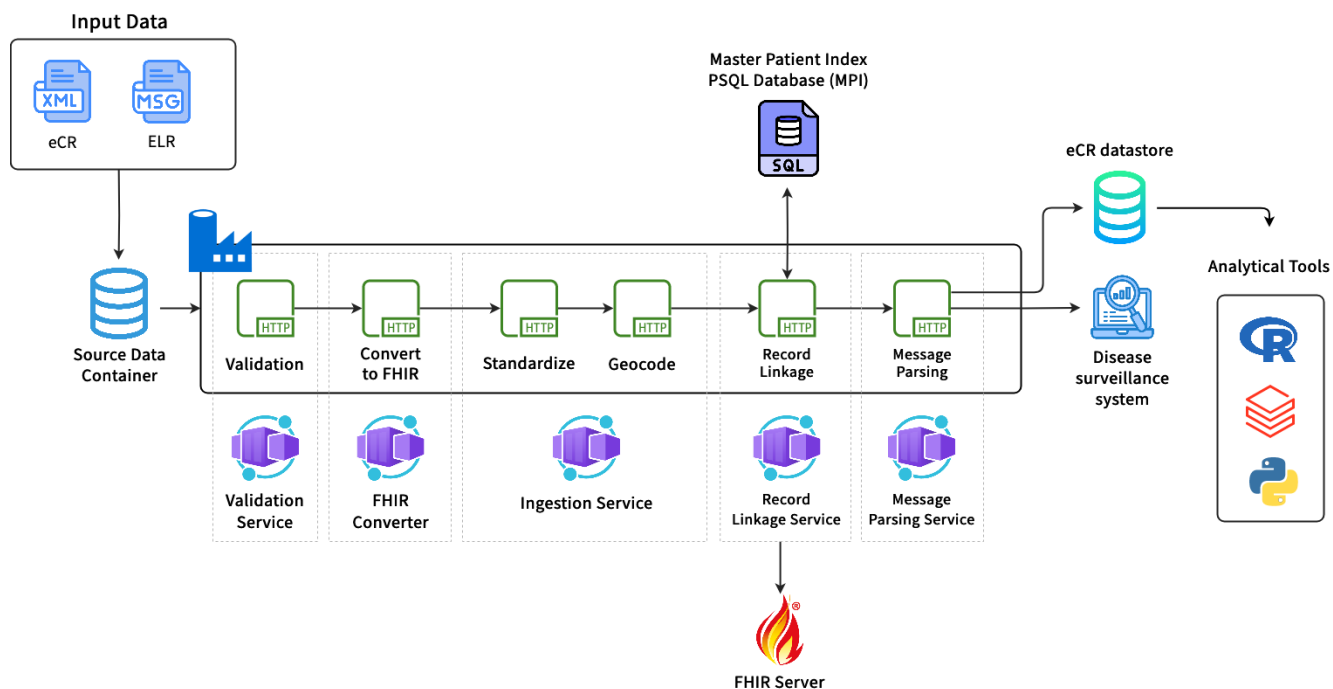 Input Data
XML
MSG
eCR
ELR
Master Patient Index
PSQL Database (MPI)
SQL
eCR datastore
Analytical Tools
HTTP
HTTP
HTTP
HTTP
HTTP
HTTP
Source Data
Container
Validation
Convert
to FHIR
Standardize
Geocode
Record
Linkage
Message
Parsing
Disease
surveillance
system
R
Validation
Service
FHIR
Converter
Ingestion Service
Record
Linkage Service
Message
Parsing Service
®
FHIR Server